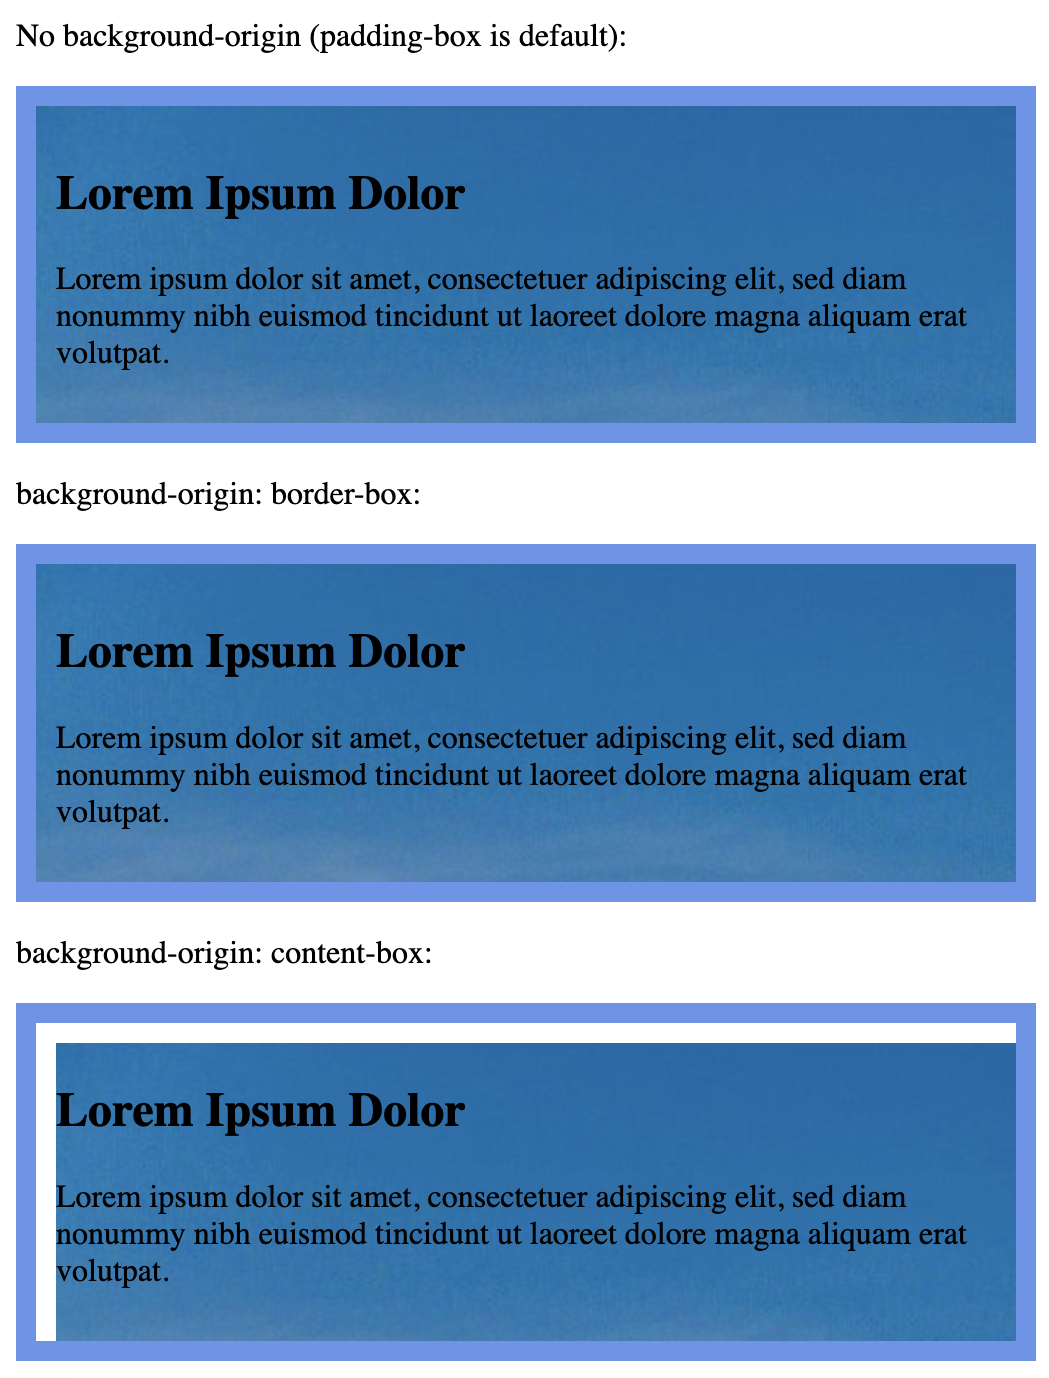 No background-origin (padding-box is default):
Lorem Ipsum Dolor
Lorem ipsum dolor sit amet, consectetuer adipiscing elit, sed diam
nonummy nibh euismod tincidunt ut laoreet dolore magna aliquam erat
volutpat.
background-origin: border-box:
Lorem Ipsum Dolor
Lorem ipsum dolor sit amet, consectetuer adipiscing elit, sed diam
nonummy nibh euismod tincidunt ut laoreet dolore magna aliquam erat
volutpat.
background-origin: content-box:
Lorem Ipsum Dolor
Lorem ipsum dolor sit amet, consectetuer adipiscing elit, sed diam
nonummy nibh euismod tincidunt ut laoreet dolore magna aliquam erat
volutpat.